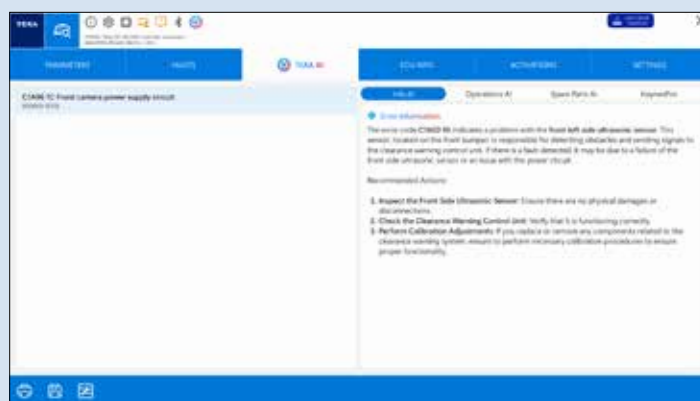 TEXA
PARAMETERS
FAULTS
TEXA AI
ECU INFO
ACTIVATIONS
SETTINGS
Front camera power supply circuit
Info AI
Operations AI
Spare Parts AI
Error Information
The error code indicates a problem with the front left side ultrasonic sensor. This
sensor, located on the front bumper, is responsible for detecting obstacles and sending signals to
the clearance warning control unit. If there is a fault detected, it may be due to a failure of the
front side ultrasonic sensor or an issue with the power circuit.
Recommended Actions:
1. Inspect the Front Side Ultrasonic Sensor: Ensure there are no physical damages or
disconnections.
2. Check the Clearance Warning Control Unit: Verify that it is functioning correctly.
3. Perform Calibration Adjustments: If you replace or remove any components related to the
clearance warning system, ensure to perform necessary calibration procedures to ensure
proper functionality.